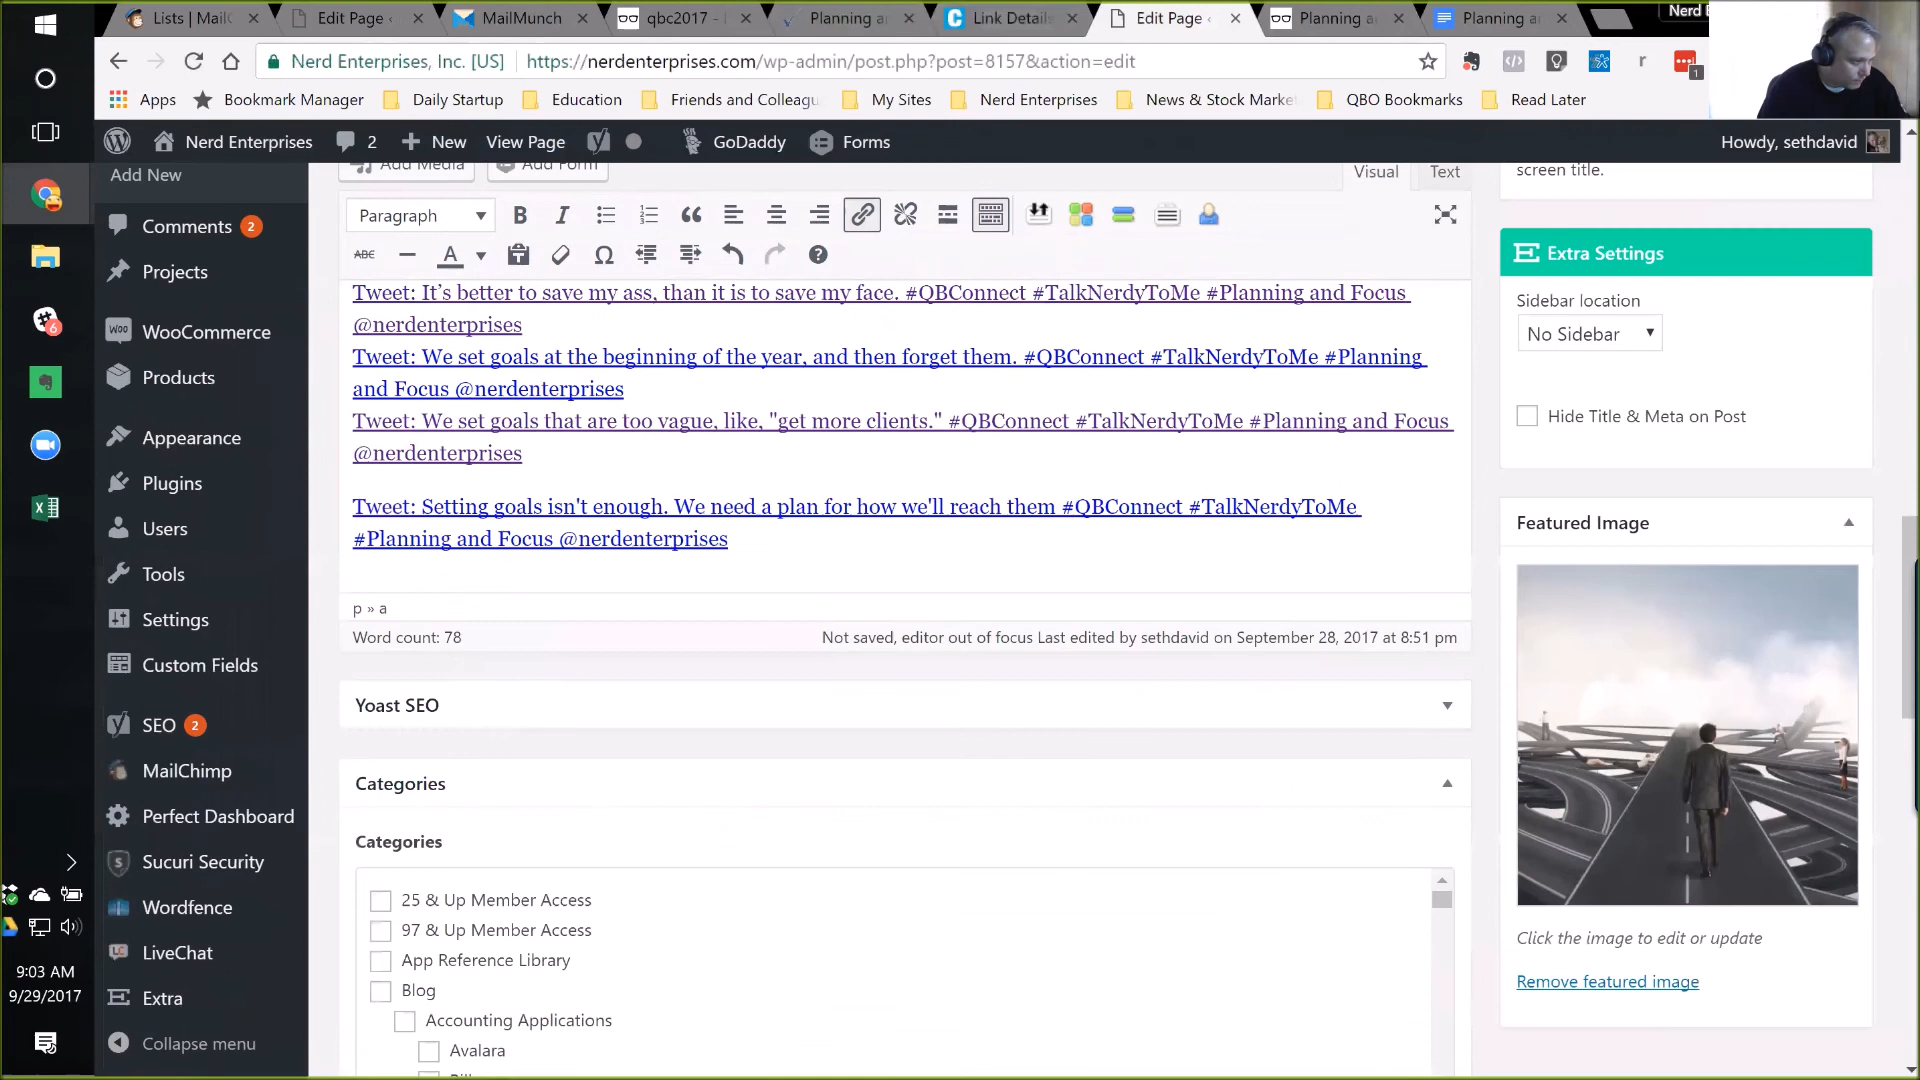 Lists | MailC
Edit Page
MailMunch
qbc2017 -
Planning a
Link Details
Edit Page
Planning a
Planning a
Nerd E
Nerd Enterprises, Inc. [US]
https://nerdenterprises.com/wp-admin/post.php?post=8157&action=edit
r
1
Apps
Bookmark Manager
Daily Startup
Education
Friends and Colleagu
My Sites
Nerd Enterprises
News & Stock Market
QBO Bookmarks
Read Later
Nerd Enterprises
2
New
View Page
GoDaddy
Forms
Howdy, sethdavid
Add New
Comments 2
Projects
WooCommerce
Products
Appearance
Plugins
Users
Tools
Settings
Custom Fields
SEO 2
MailChimp
Perfect Dashboard
Sucuri Security
Wordfence
LiveChat
Extra
Collapse menu
6
9:03 AM
9/29/2017
Add Media
Add Form
Visual
Text
Paragraph
B
I
ABC
A
Tweet: It’s better to save my ass, than it is to save my face. #QBConnect #TalkNerdyToMe #Planning and Focus
@nerdenterprises
Tweet: We set goals at the beginning of the year, and then forget them. #QBConnect #TalkNerdyToMe #Planning
and Focus @nerdenterprises
Tweet: We set goals that are too vague, like, "get more clients." #QBConnect #TalkNerdyToMe #Planning and Focus
@nerdenterprises
Tweet: Setting goals isn't enough. We need a plan for how we'll reach them #QBConnect #TalkNerdyToMe
#Planning and Focus @nerdenterprises
p » a
Word count: 78
Not saved, editor out of focus Last edited by sethdavid on September 28, 2017 at 8:51 pm
Yoast SEO
Categories
Categories
25 & Up Member Access
97 & Up Member Access
App Reference Library
Blog
Accounting Applications
Avalara
screen title.
Extra Settings
Sidebar location
No Sidebar
Hide Title & Meta on Post
Featured Image
Click the image to edit or update
Remove featured image